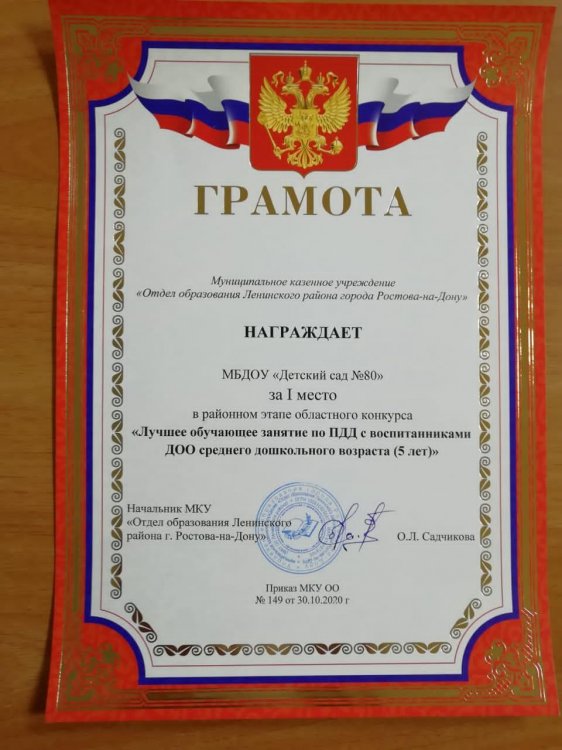 ГРАМОТА
Муниципальное казенное учреждение
«Отдел образования Ленинского района города Ростова-на-Дону»
НАГРАЖДАЕТ
МБДОУ «Детский сад №80»
за I место
в районном этапе областного конкурса
«Лучшее обучающее занятие по ПДД с воспитанниками
ДОО среднего дошкольного возраста (5 лет)»
Начальник МКУ
«Отдел образования Ленинского
района г. Ростова-на-Дону»
О.Л. Садчикова
Приказ МКУ ОО
№ 149 от 30.10.2020 г